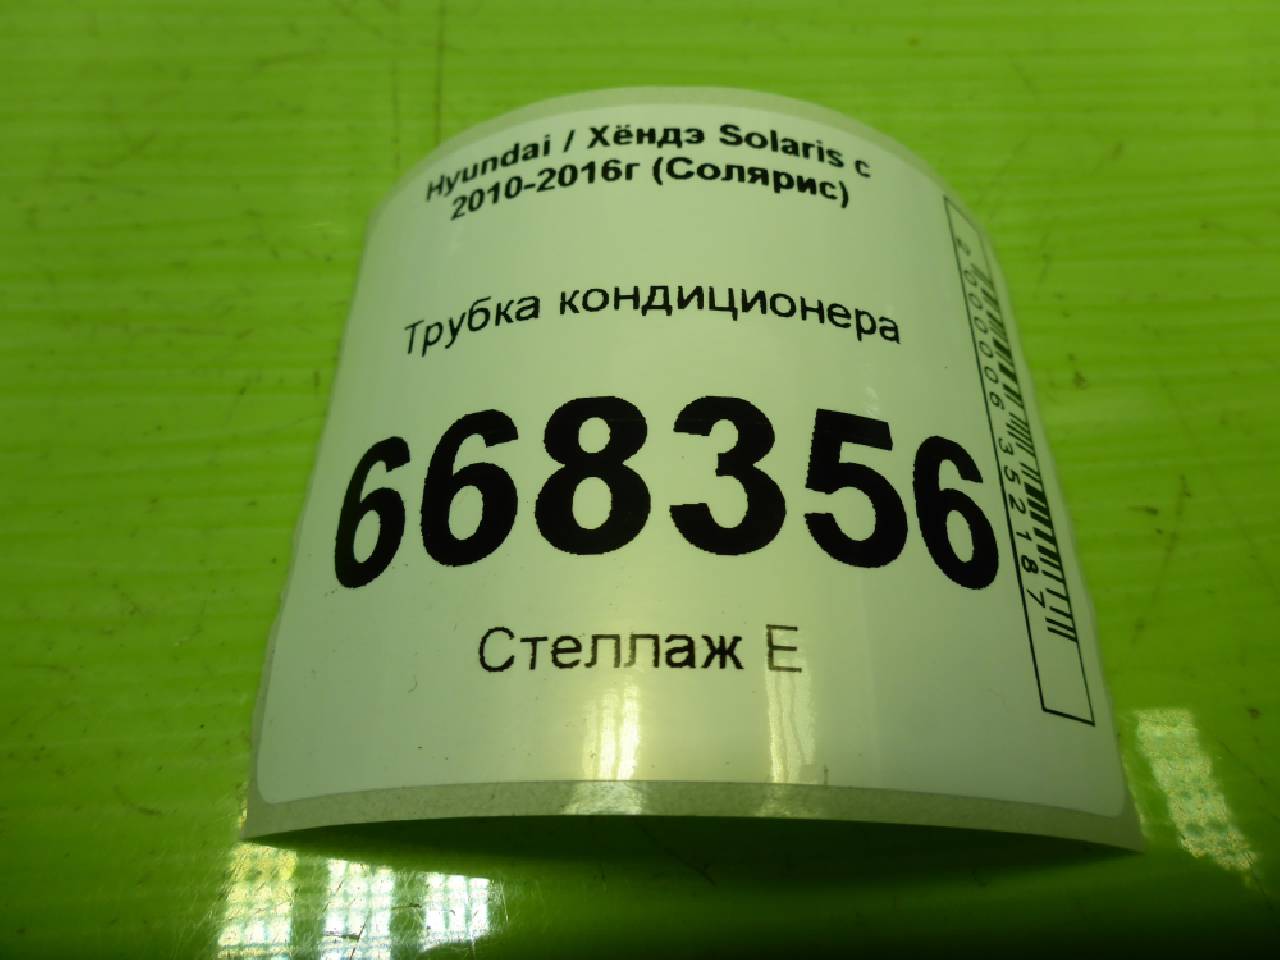 Hyundai / Хёндэ Solaris с
2010-2016г (Солярис)
Трубка кондиционера
668356
Стеллаж Е
2000006352187